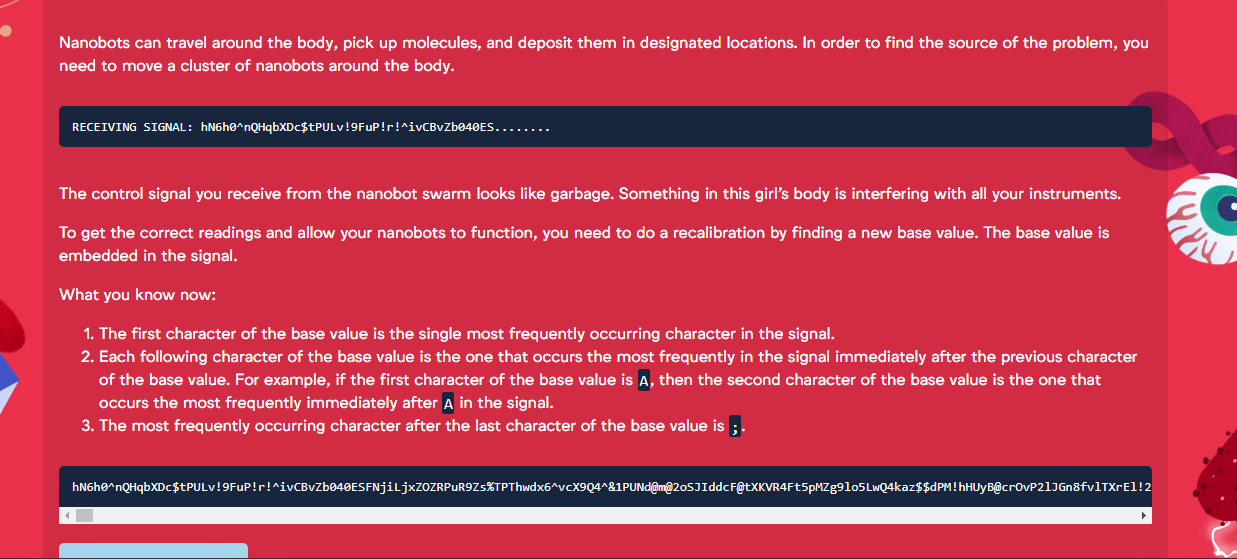 Nanobots can travel around the body, pick up molecules, and deposit them in designated locations. In order to find the source of the problem, you
need to move a cluster of nanobots around the body.
RECEIVING SIGNAL: hN6h0^nQHqbXDc$tPULv!9FuP!r!^ivCBvZb040ES........
The control signal you receive from the nanobot swarm looks like garbage. Something in this girl’s body is interfering with all your instruments.
To get the correct readings and allow your nanobots to function, you need to do a recalibration by finding a new base value. The base value is
embedded in the signal.
What you know now:
1. The first character of the base value is the single most frequently occurring character in the signal.
2. Each following character of the base value is the one that occurs the most frequently in the signal immediately after the previous character
of the base value. For example, if the first character of the base value is A, then the second character of the base value is the one that
occurs the most frequently immediately after A in the signal.
3. The most frequently occurring character after the last character of the base value is ;.
hN6h0^nQHqbXDc$tPULv!9FuP!r!^ivCBvZb040ESFNjiLjxZOZRPuR9Zs%TPThwdx6^vcX9Q4^&1PUNd@m@2oSJIddcF@tXKVR4Ft5pMZg9lo5LwQ4kaz$$dPM!hHUyB@crOvP2lJGn8fvlTXrEl!2